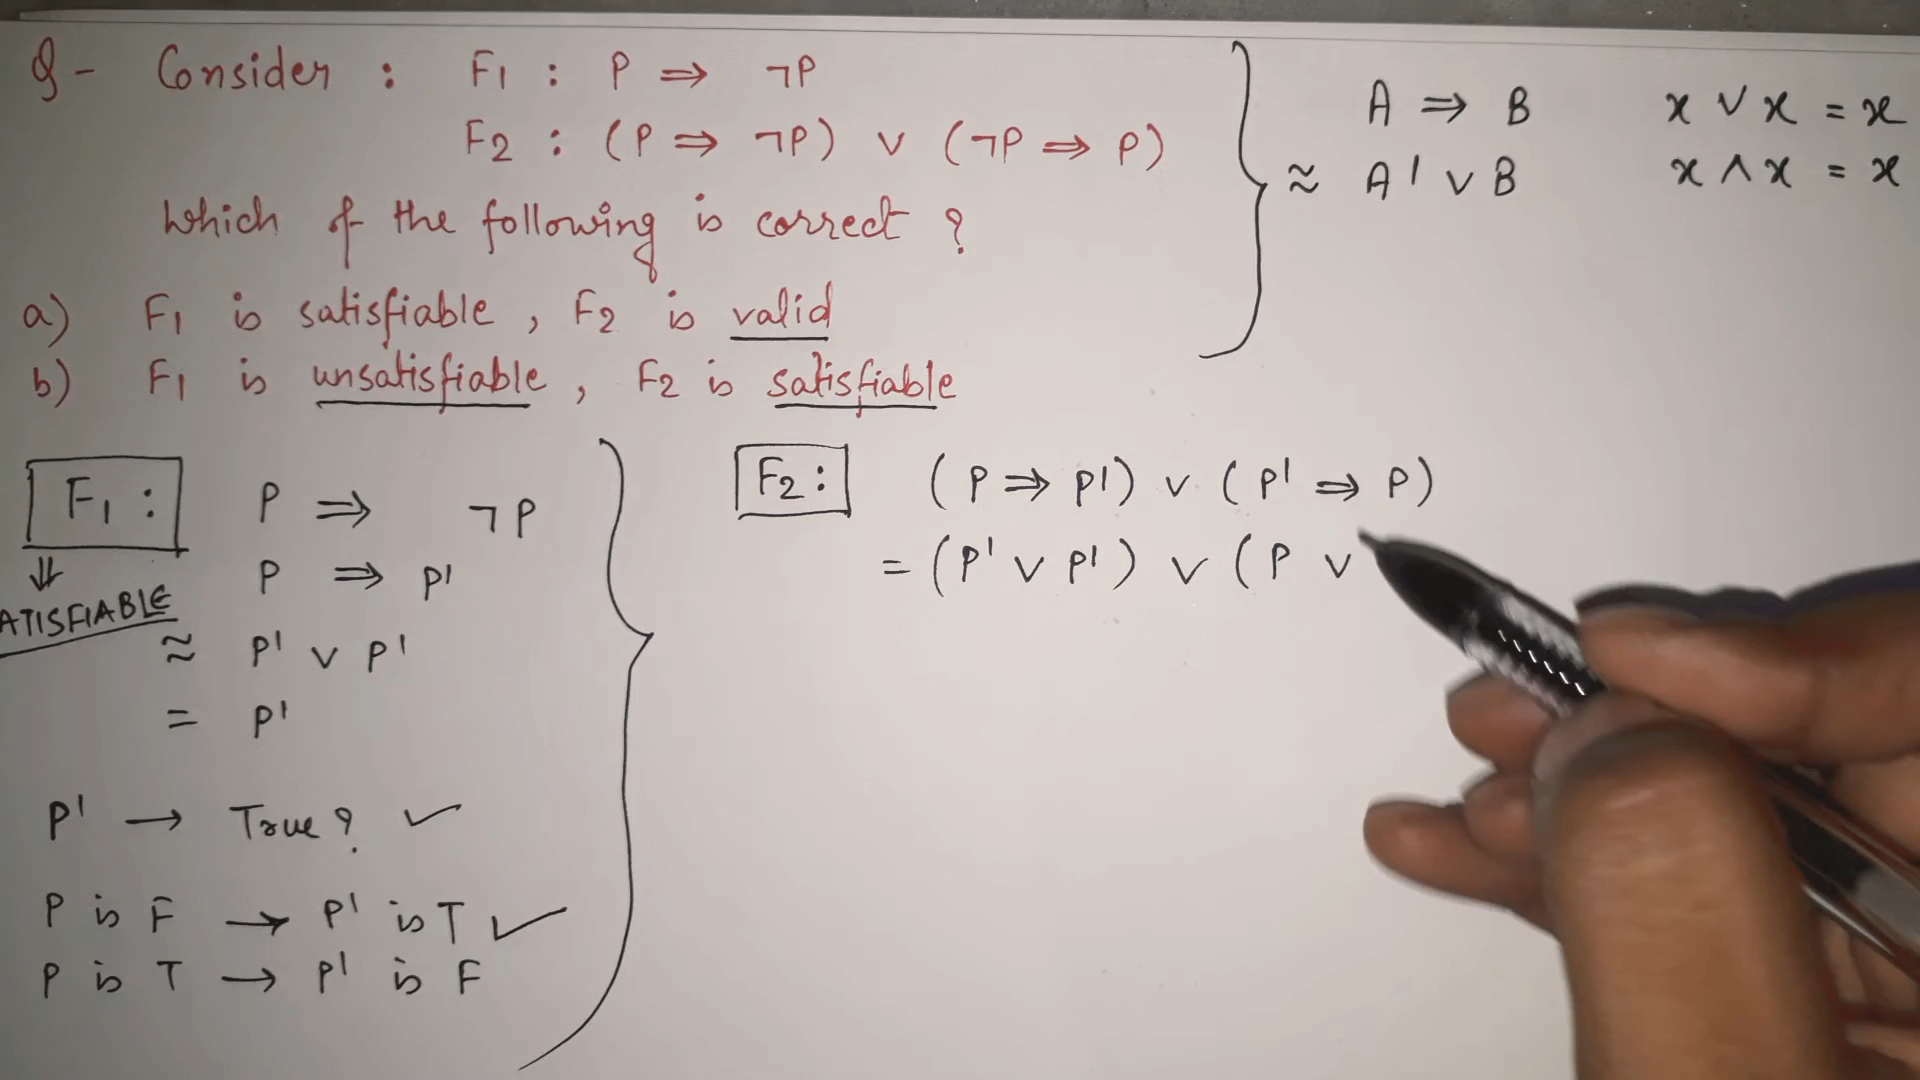 Q- Consider : F1 : P ⇒ ¬P
F2 : (P ⇒ ¬P) ∨ (¬P ⇒ P)
Which of the following is correct ?
a) F1 is satisfiable , F2 is valid
b) F1 is unsatisfiable , F2 is satisfiable
A ⇒ B
≈ A' ∨ B
x ∨ x = x
x ∧ x = x
F1 : P ⇒ ¬P
⇓
ATISFIABLE
P ⇒ P'
≈ P' ∨ P'
= P'
P' → True ? ✓
P is F → P' is T ✓
P is T → P' is F
F2 : (P ⇒ P') ∨ (P' ⇒ P)
= (P' ∨ P') ∨ (P ∨